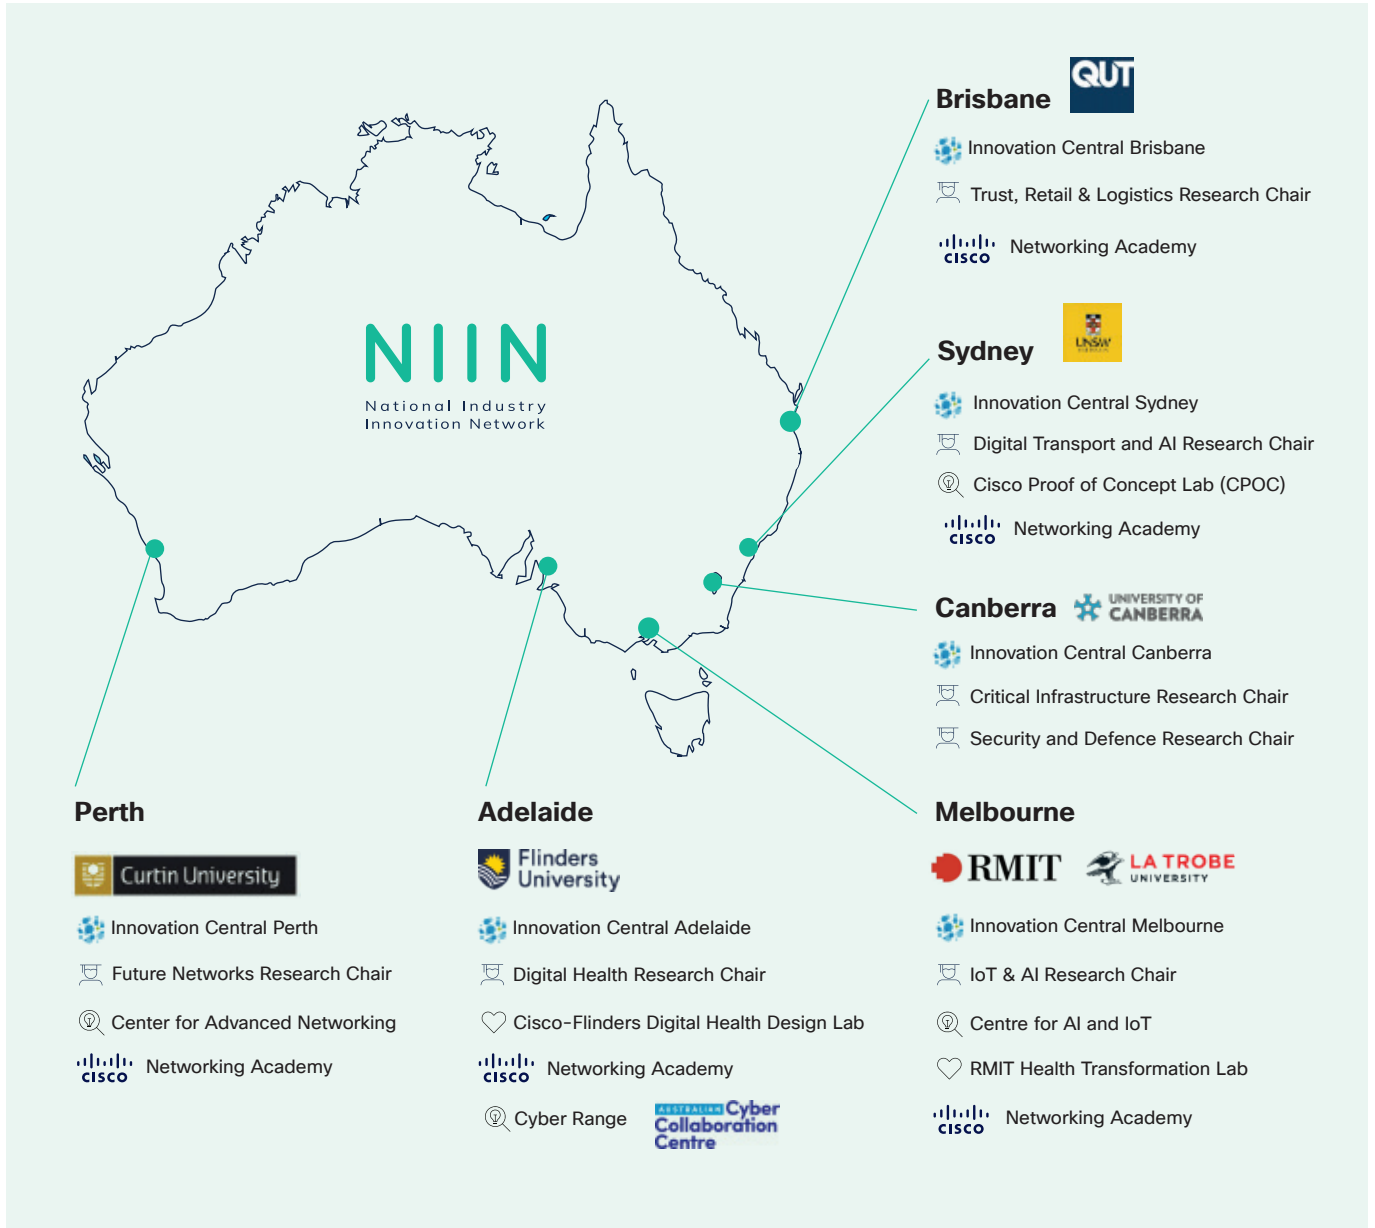 NIIN
National Industry
Innovation Network
Brisbane
QUT
Innovation Central Brisbane
Trust, Retail & Logistics Research Chair
CISCO
Networking Academy
Sydney
UNSW
Innovation Central Sydney
Digital Transport and AI Research Chair
Cisco Proof of Concept Lab (CPOC)
CISCO
Networking Academy
Canberra
UNIVERSITY OF
CANBERRA
Innovation Central Canberra
Critical Infrastructure Research Chair
Security and Defence Research Chair
Perth
Curtin University
Innovation Central Perth
Future Networks Research Chair
Center for Advanced Networking
CISCO
Networking Academy
Adelaide
Flinders
University
Innovation Central Adelaide
Digital Health Research Chair
Cisco-Flinders Digital Health Design Lab
CISCO
Networking Academy
Cyber Range
AUSTRALIAN Cyber
Collaboration
Centre
Melbourne
RMIT
LA TROBE
UNIVERSITY
Innovation Central Melbourne
IoT & AI Research Chair
Centre for AI and IoT
RMIT Health Transformation Lab
CISCO
Networking Academy